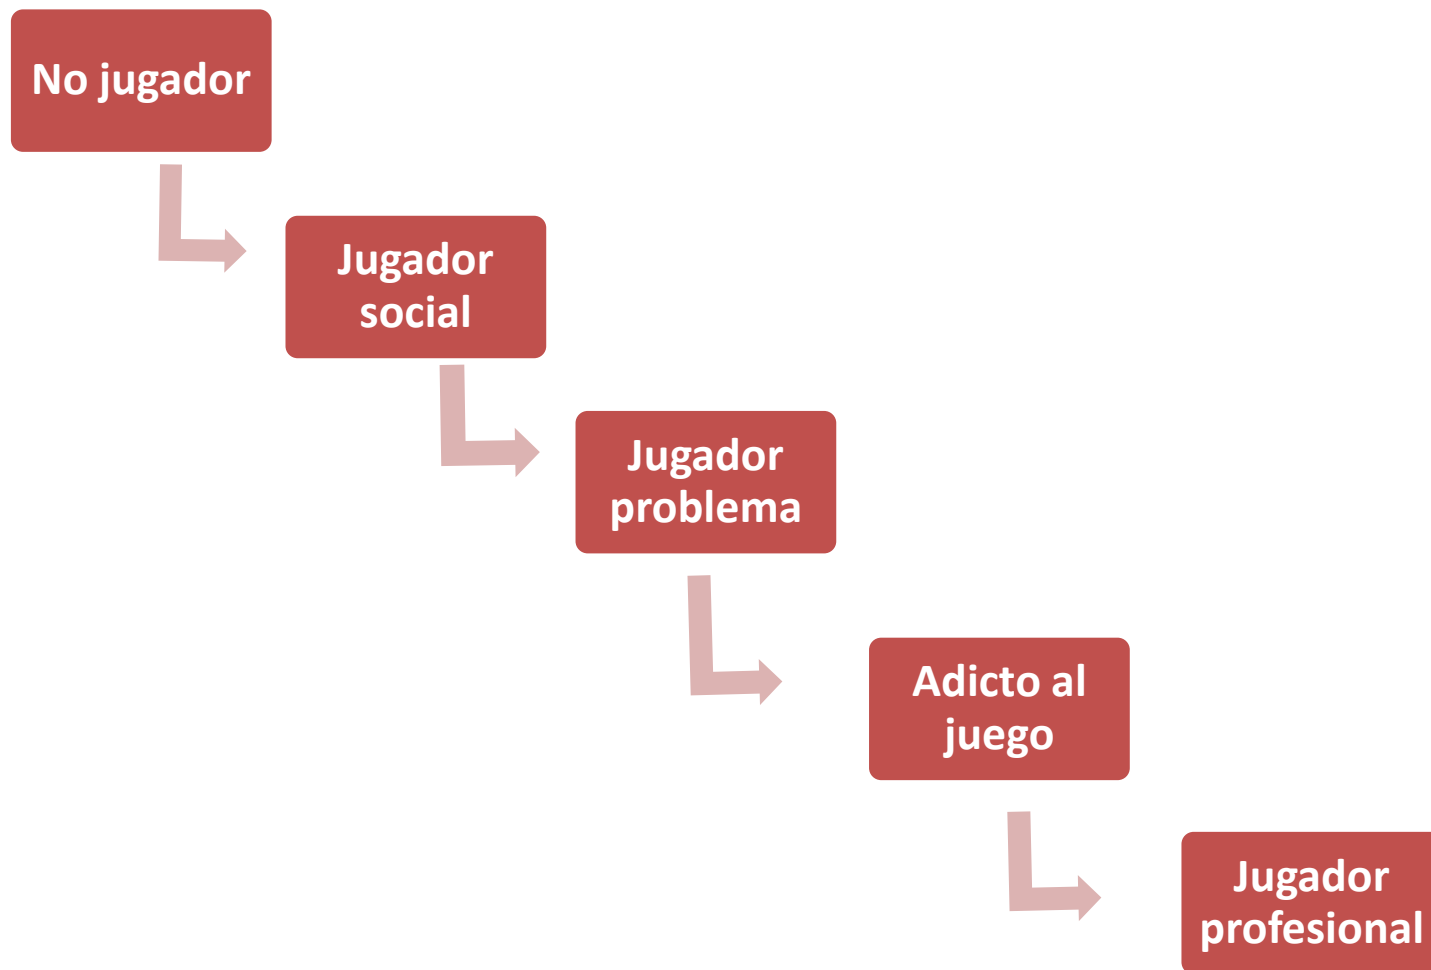 No jugador
Jugador
social
Jugador
problema
Adicto al
juego
Jugador
profesional